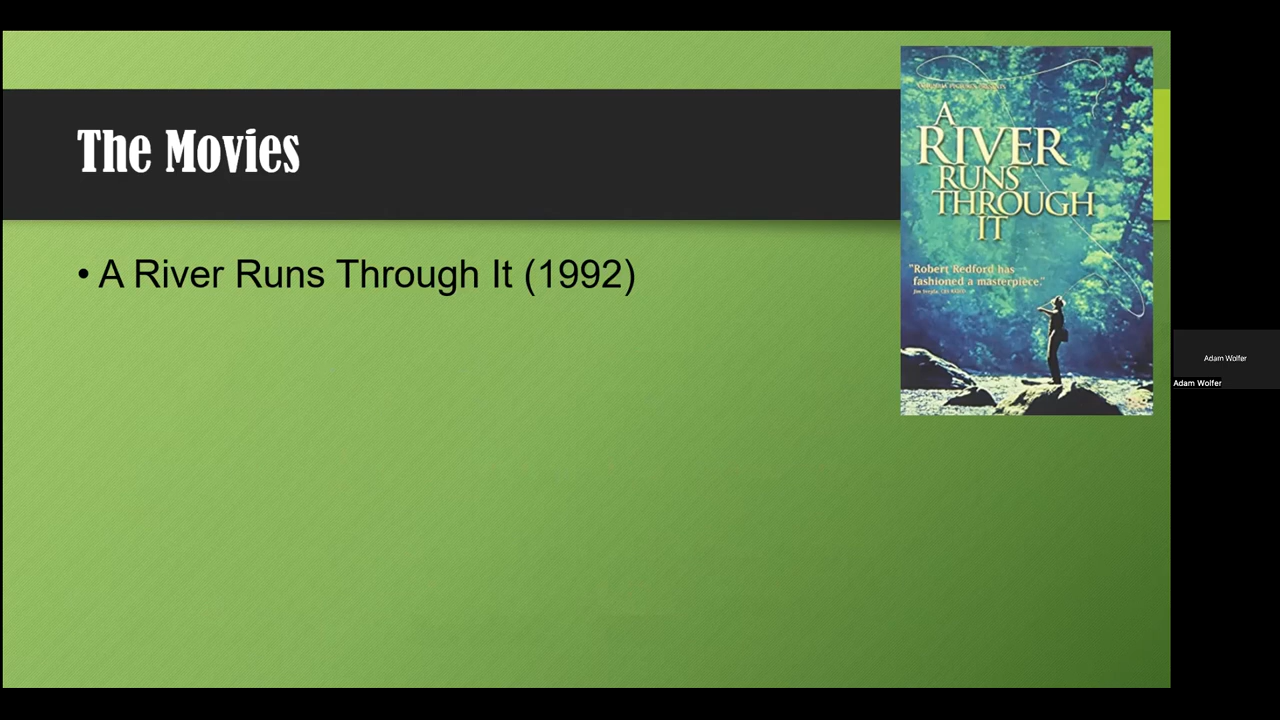 The Movies
• A River Runs Through It (1992)
A
RIVER
RUNS
THROUGH
IT
"Robert Redford has
fashioned a masterpiece."
Adam Wolfer
Adam Wolfer